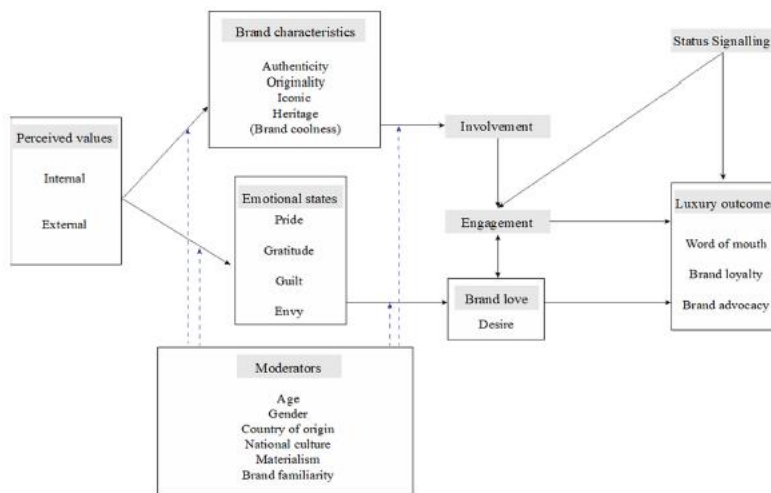 Brand characteristics
Authenticity
Originality
Iconic
Heritage
(Brand coolness)
Status Signalling
Perceived values
Internal
External
Involvement
Emotional states
Pride
Gratitude
Guilt
Envy
Engagement
Brand love
Desire
Luxury outcomes
Word of mouth
Brand loyalty
Brand advocacy
Moderators
Age
Gender
Country of origin
National culture
Materialism
Brand familiarity